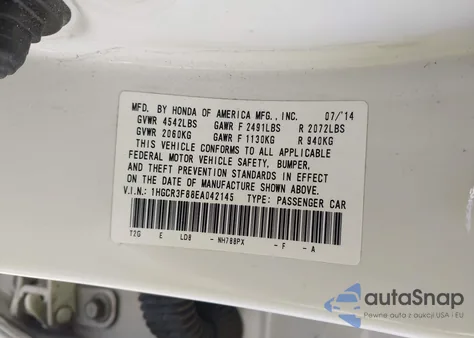 MFD. BY HONDA OF AMERICA MFG., INC. 07/'14
GVWR 4542LBS GAWR F 2491LBS R 2072LBS
GVWR 2060KG GAWR F 1130KG R 940KG
THIS VEHICLE CONFORMS TO ALL APPLICABLE
FEDERAL MOTOR VEHICLE SAFETY, BUMPER,
AND THEFT PREVENTION STANDARDS IN EFFECT
ON THE DATE OF MANUFACTURE SHOWN ABOVE.
V.I.N.: 1HGCR3F88EA042145 TYPE: PASSENGER CAR
T2G E LD8 - NH788PX - F - A
autoSnap
Pewne auta z aukcji USA i EU